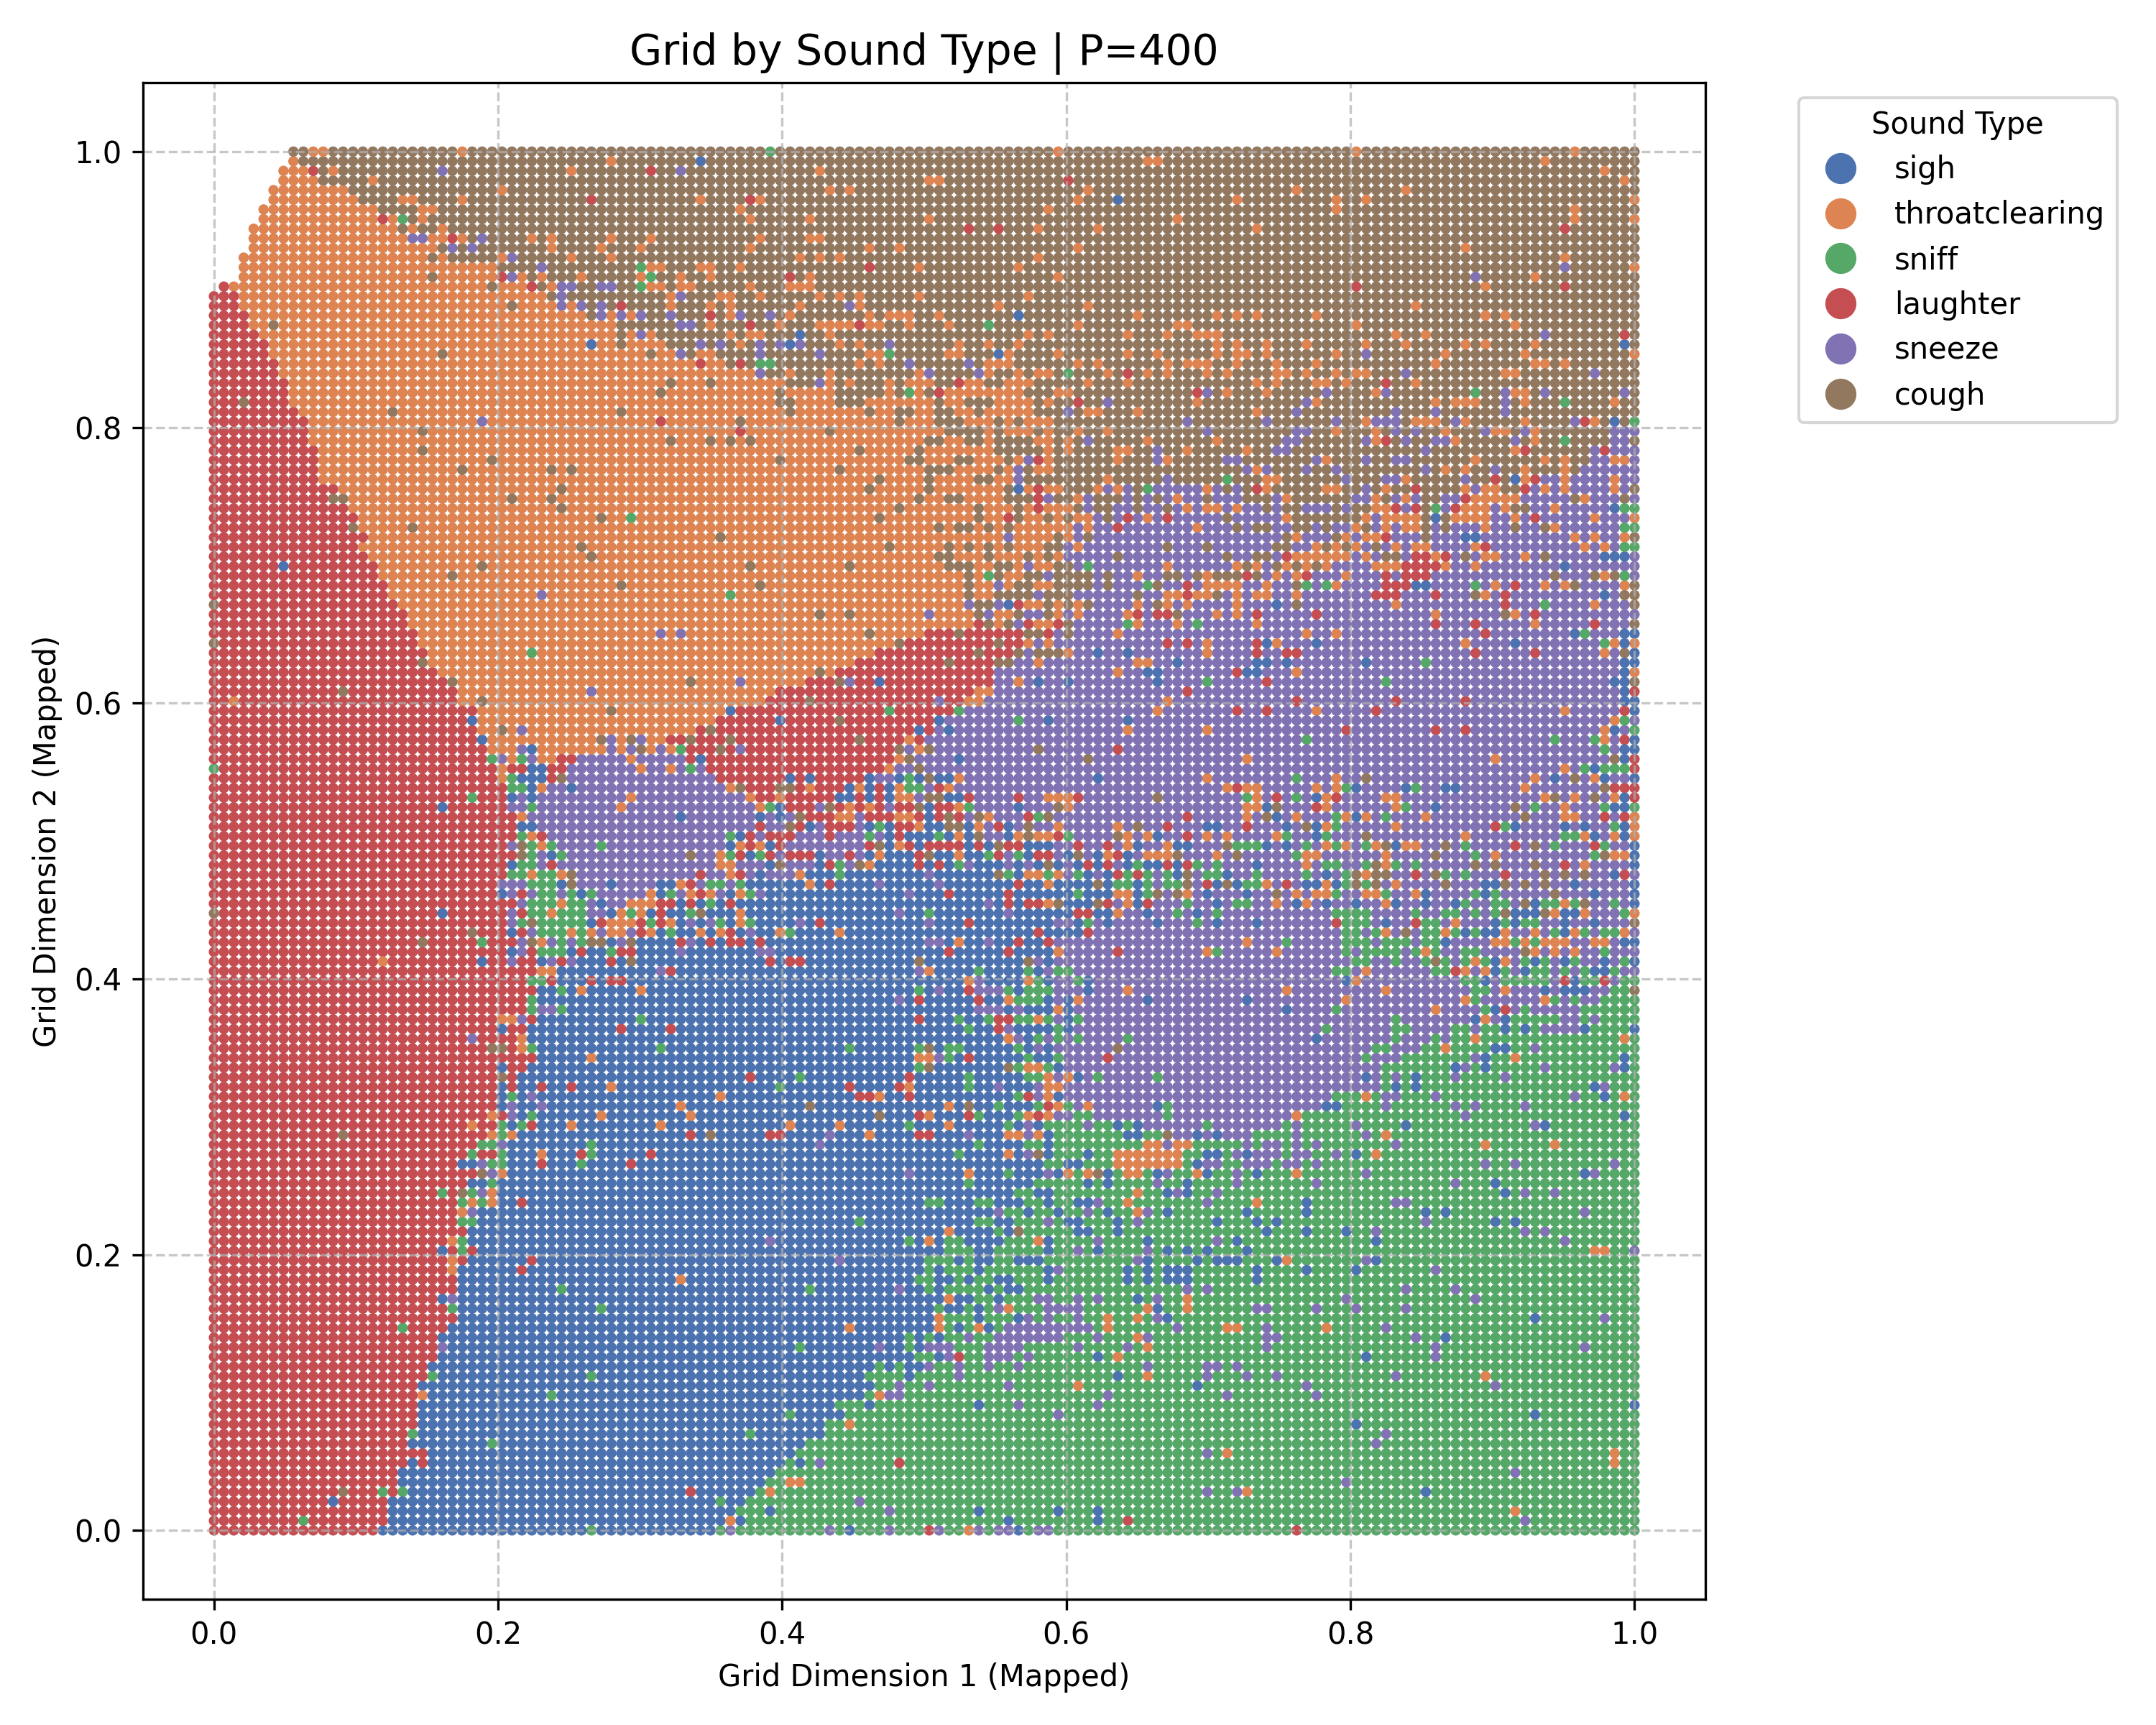 Grid by Sound Type | P=400
Sound Type
sigh
throatclearing
sniff
laughter
sneeze
cough
1.0
0.8
0.6
0.4
0.2
0.0
Grid Dimension 2 (Mapped)
0.0 0.2 0.4 0.6 0.8 1.0
Grid Dimension 1 (Mapped)